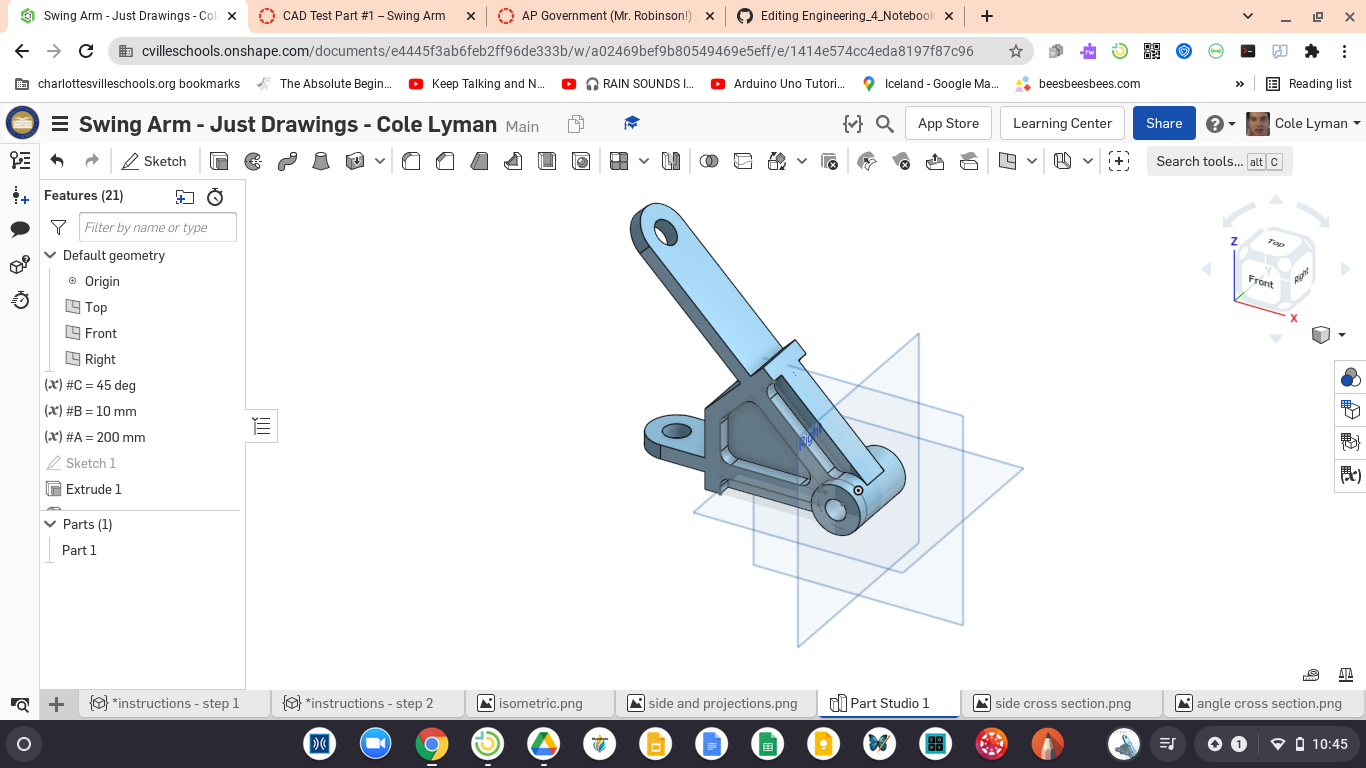 Swing Arm - Just Drawings - Col
CAD Test Part #1 – Swing Arm
AP Government (Mr. Robinson!)
Editing Engineering_4_Notebook
cvilleschools.onshape.com/documents/e4445f3ab6feb2ff96de333b/w/a02469bef9b80549469e5eff/e/1414e574cc4eda8197f87c96
charlottesvilleschools.org bookmarks
The Absolute Begin...
Keep Talking and N...
RAIN SOUNDS I...
Arduino Uno Tutori...
Iceland - Google Ma...
beesbeesbees.com
»
Reading list
Swing Arm - Just Drawings - Cole Lyman Main
App Store
Learning Center
Share
Cole Lyman
Sketch
Search tools... alt C
Features (21)
Filter by name or type
Default geometry
Origin
Top
Front
Right
(x) #C = 45 deg
(x) #B = 10 mm
(x) #A = 200 mm
Sketch 1
Extrude 1
Parts (1)
Part 1
Right
Z
Top
Y
Front
Right
X
*instructions - step 1
*instructions - step 2
isometric.png
side and projections.png
Part Studio 1
side cross section.png
angle cross section.png
1
10:45